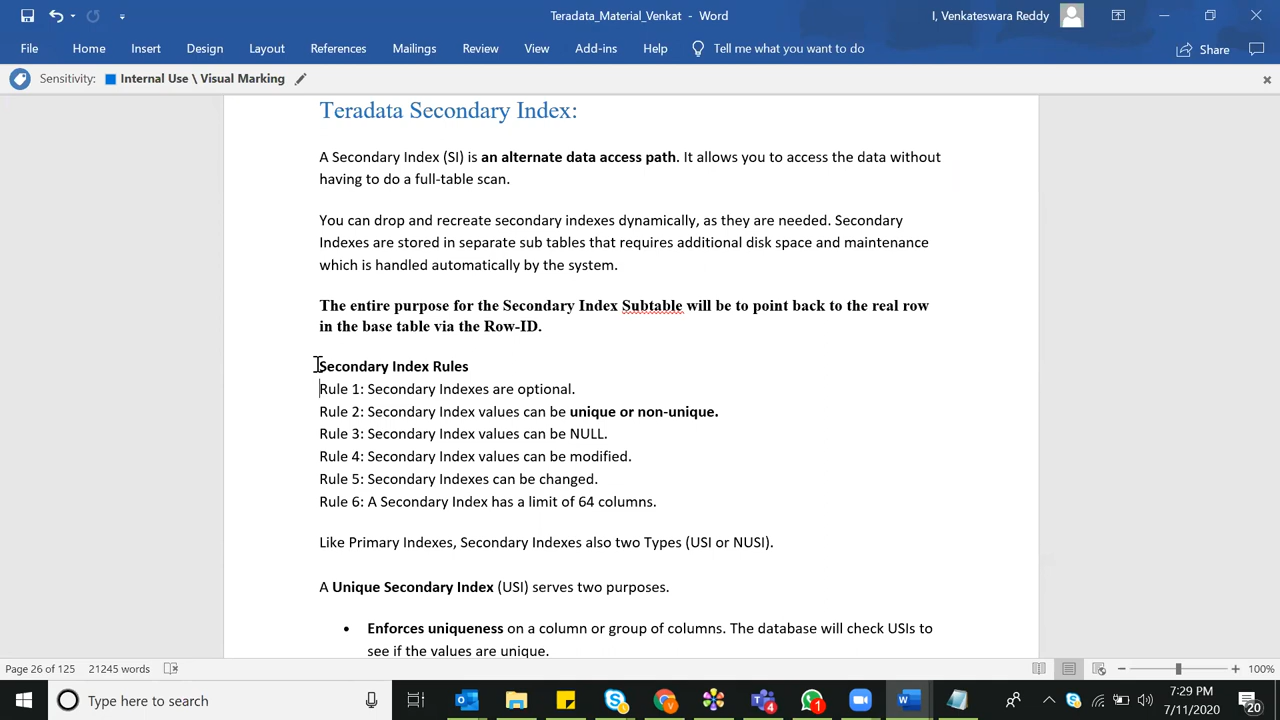 Teradata_Material_Venkat - Word
I, Venkateswara Reddy
File Home Insert Design Layout References Mailings Review View Add-ins Help Tell me what you want to do Share
Sensitivity: Internal Use \ Visual Marking
Teradata Secondary Index:
A Secondary Index (SI) is an alternate data access path. It allows you to access the data without
having to do a full-table scan.
You can drop and recreate secondary indexes dynamically, as they are needed. Secondary
Indexes are stored in separate sub tables that requires additional disk space and maintenance
which is handled automatically by the system.
The entire purpose for the Secondary Index Subtable will be to point back to the real row
in the base table via the Row-ID.
Secondary Index Rules
Rule 1: Secondary Indexes are optional.
Rule 2: Secondary Index values can be unique or non-unique.
Rule 3: Secondary Index values can be NULL.
Rule 4: Secondary Index values can be modified.
Rule 5: Secondary Indexes can be changed.
Rule 6: A Secondary Index has a limit of 64 columns.
Like Primary Indexes, Secondary Indexes also two Types (USI or NUSI).
A Unique Secondary Index (USI) serves two purposes.
• Enforces uniqueness on a column or group of columns. The database will check USIs to
see if the values are unique.
Page 26 of 125 21245 words 100%
Type here to search
4
1
7:29 PM
7/11/2020
20